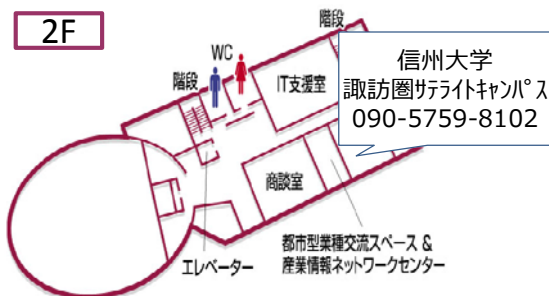 2F
階段
WC
階段
IT支援室
信州大学
諏訪圏ｻﾃﾗｲﾄｷｬﾝﾊﾟｽ
090-5759-8102
商談室
エレベーター
都市型業種交流スペース &
産業情報ネットワークセンター